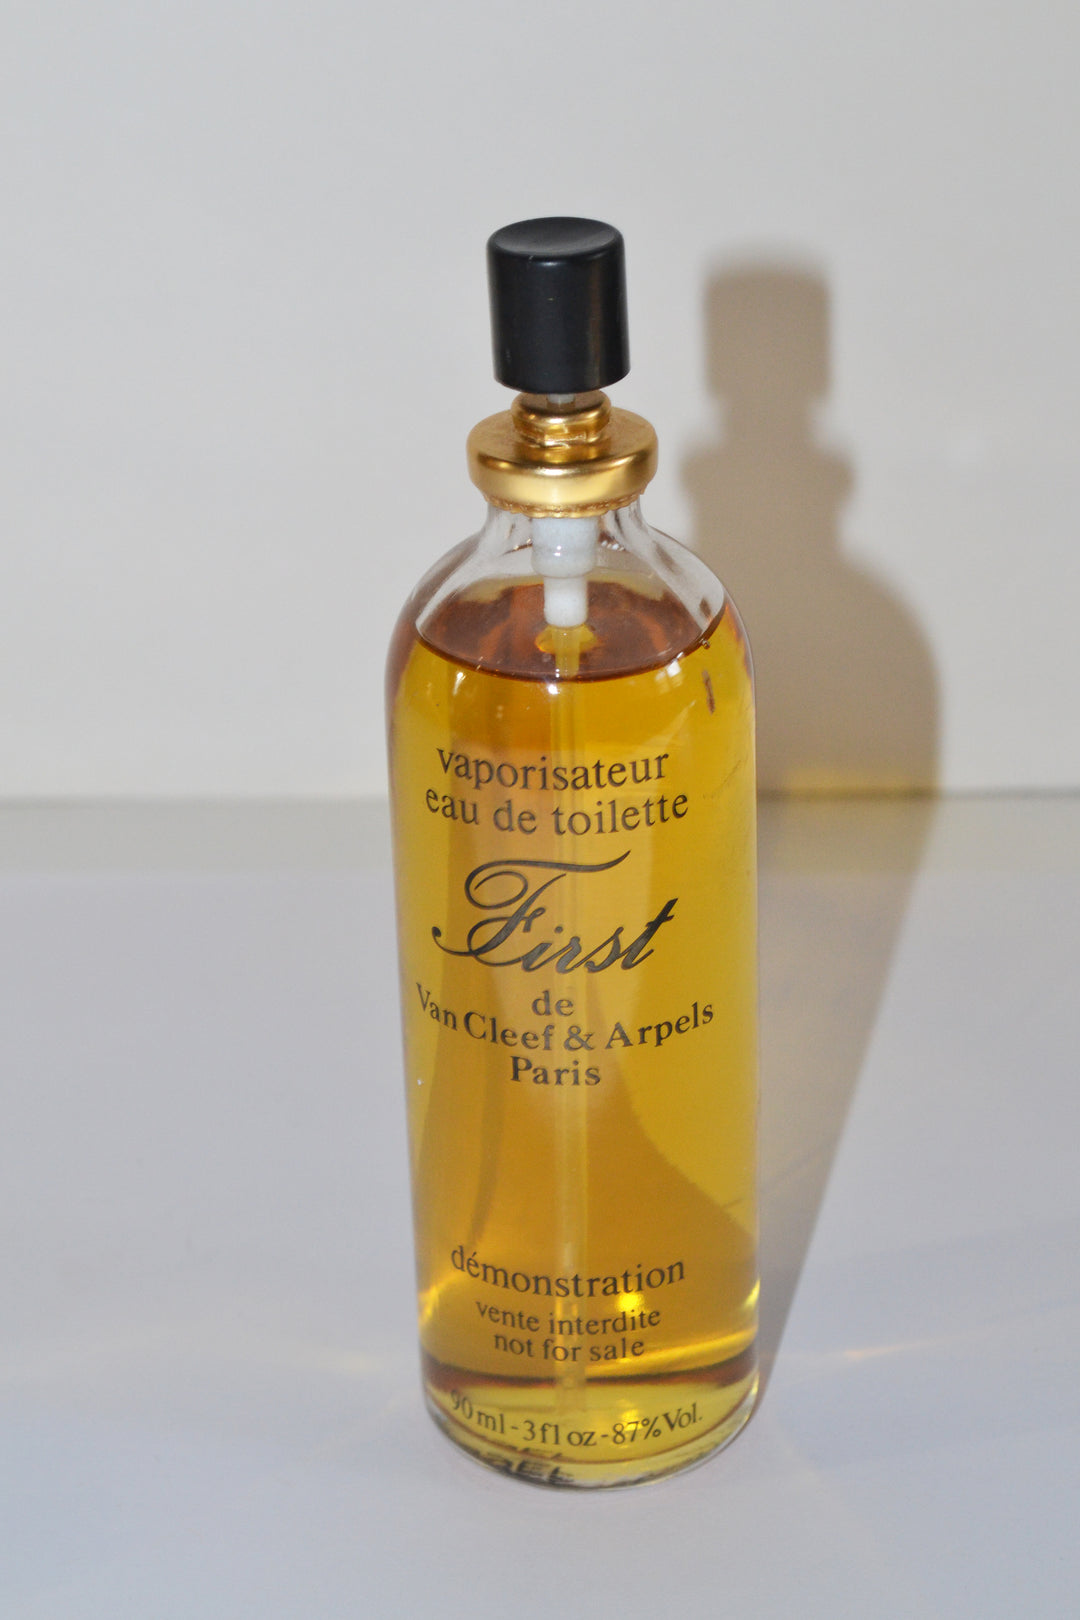 vaporisateur
eau de toilette
First
de
Van Cleef & Arpels
Paris
démonstration
vente interdite
not for sale
90 ml - 3 fl oz - 87% Vol.